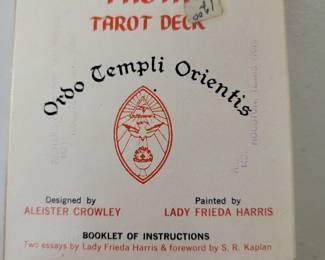 TAROT DECK
Ordo Templi Orientis
Designed by
ALEISTER CROWLEY
Painted by
LADY FRIEDA HARRIS
BOOKLET OF INSTRUCTIONS
Two essays by Lady Frieda Harris & foreword by S. R. Kaplan